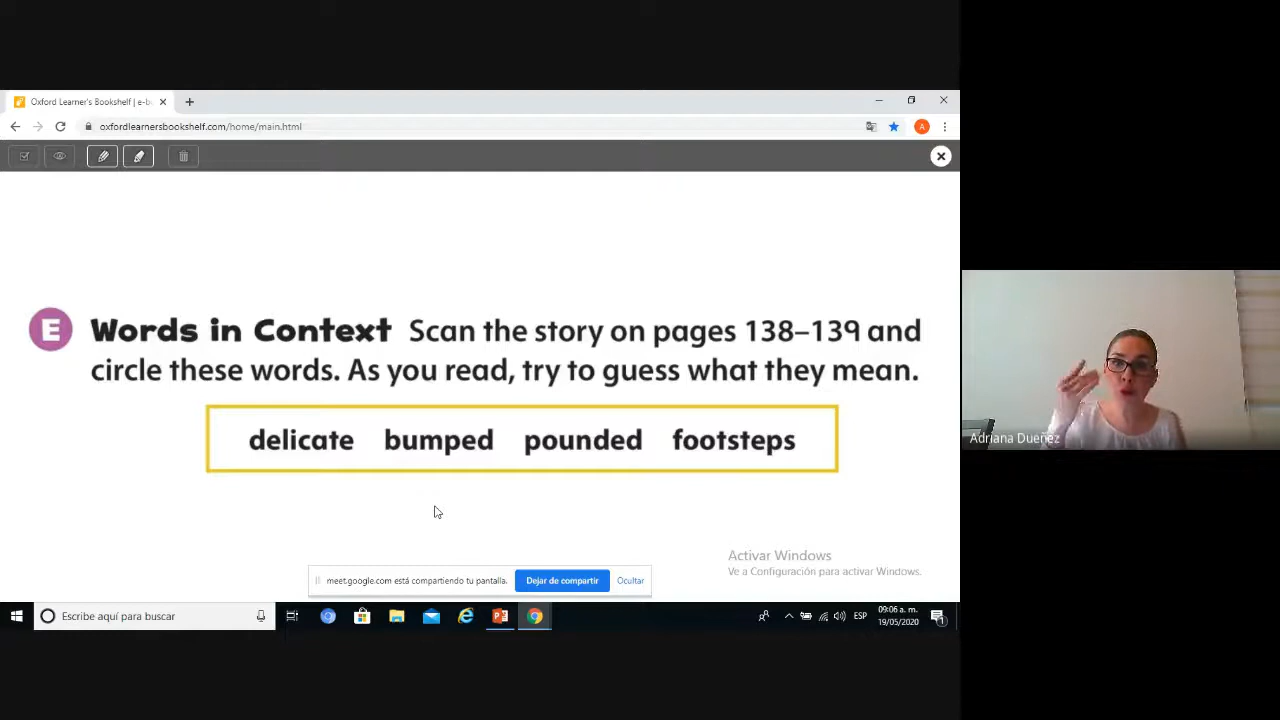 Oxford Learner's Bookshelf | e-b
oxfordlearnersbookshelf.com/home/main.html
A
E
Words in Context Scan the story on pages 138–139 and
circle these words. As you read, try to guess what they mean.
delicate bumped pounded footsteps
Adriana Dueñez
Activar Windows
Ve a Configuración para activar Windows.
meet.google.com está compartiendo tu pantalla. Dejar de compartir Ocultar
Escribe aquí para buscar
ESP
09:06 a. m.
19/05/2020
1